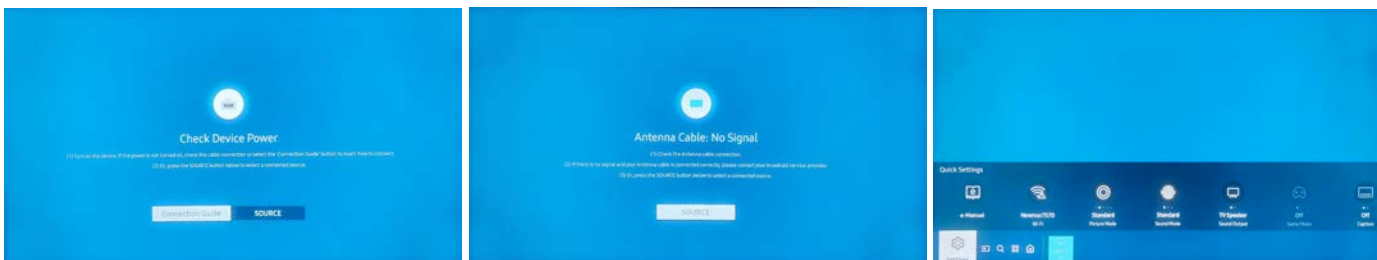 Check Device Power
(1) Turn on the device. If the power is not turned on, check the cable connection or select the 'Connection Guide' button to learn how to connect.
(2) Or, press the SOURCE button below to select a connected source.
Connection Guide
SOURCE
Antenna Cable: No Signal
(1) Check the Antenna cable connection.
(2) If there is no signal and your Antenna cable is connected correctly, please contact your broadcast service provider.
(3) Or, press the SOURCE button below to select a connected source.
SOURCE
Quick Settings
e-Manual
Newmar7570
Wi-Fi
Standard
Picture Mode
Standard
Sound Mode
TV Speaker
Sound Output
Off
Game Mode
Off
Caption